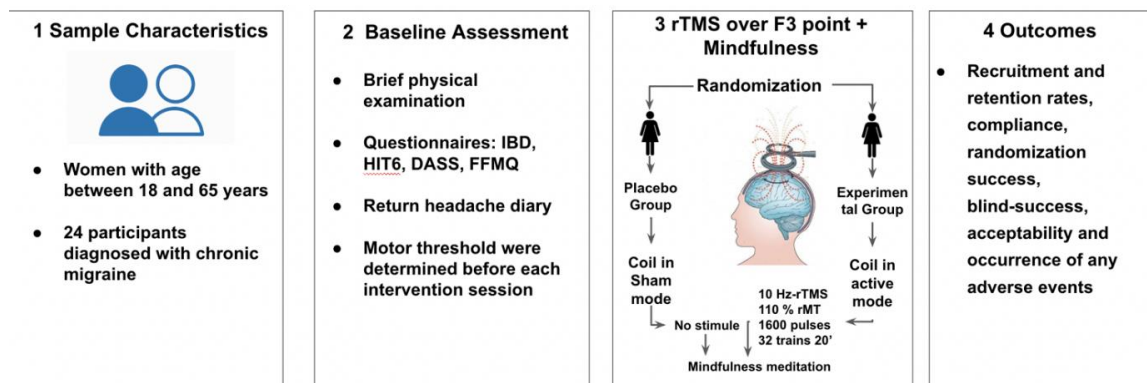 1 Sample Characteristics
● Women with age
between 18 and 65 years
● 24 participants
diagnosed with chronic
migraine
2 Baseline Assessment
● Brief physical
examination
● Questionnaires: IBD,
HIT6, DASS, FFMQ
● Return headache diary
● Motor threshold were
determined before each
intervention session
3 rTMS over F3 point +
Mindfulness
Randomization
Placebo
Group
Experimen
tal Group
Coil in
Sham
mode
Coil in
active
mode
No stimule
10 Hz-rTMS
110 % rMT
1600 pulses
32 trains 20'
Mindfulness meditation
4 Outcomes
● Recruitment and
retention rates,
compliance,
randomization
success,
blind-success,
acceptability and
occurrence of any
adverse events